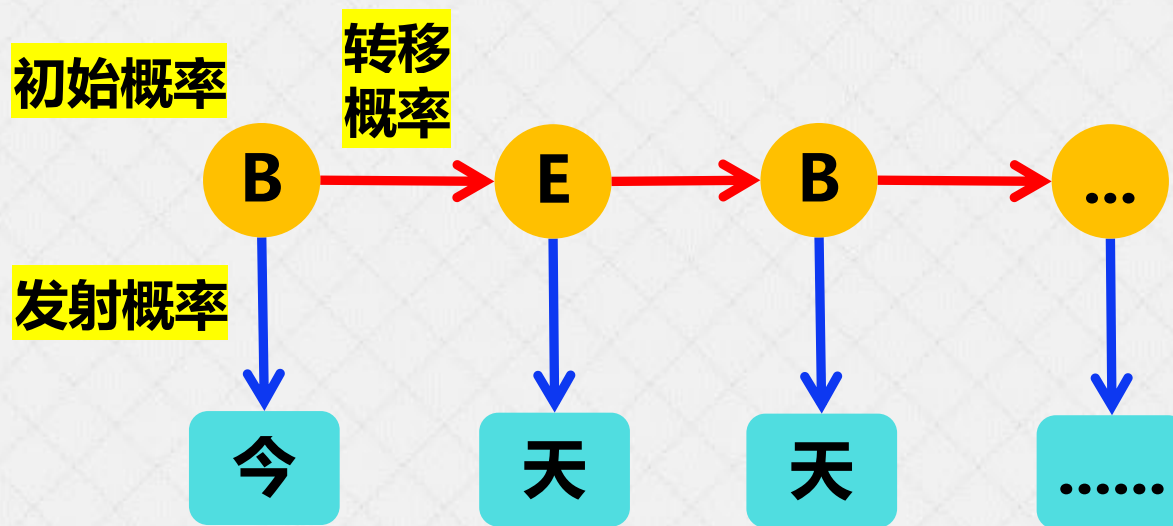 初始概率
转移
概率
B E B ...
发射概率
今 天 天 ......